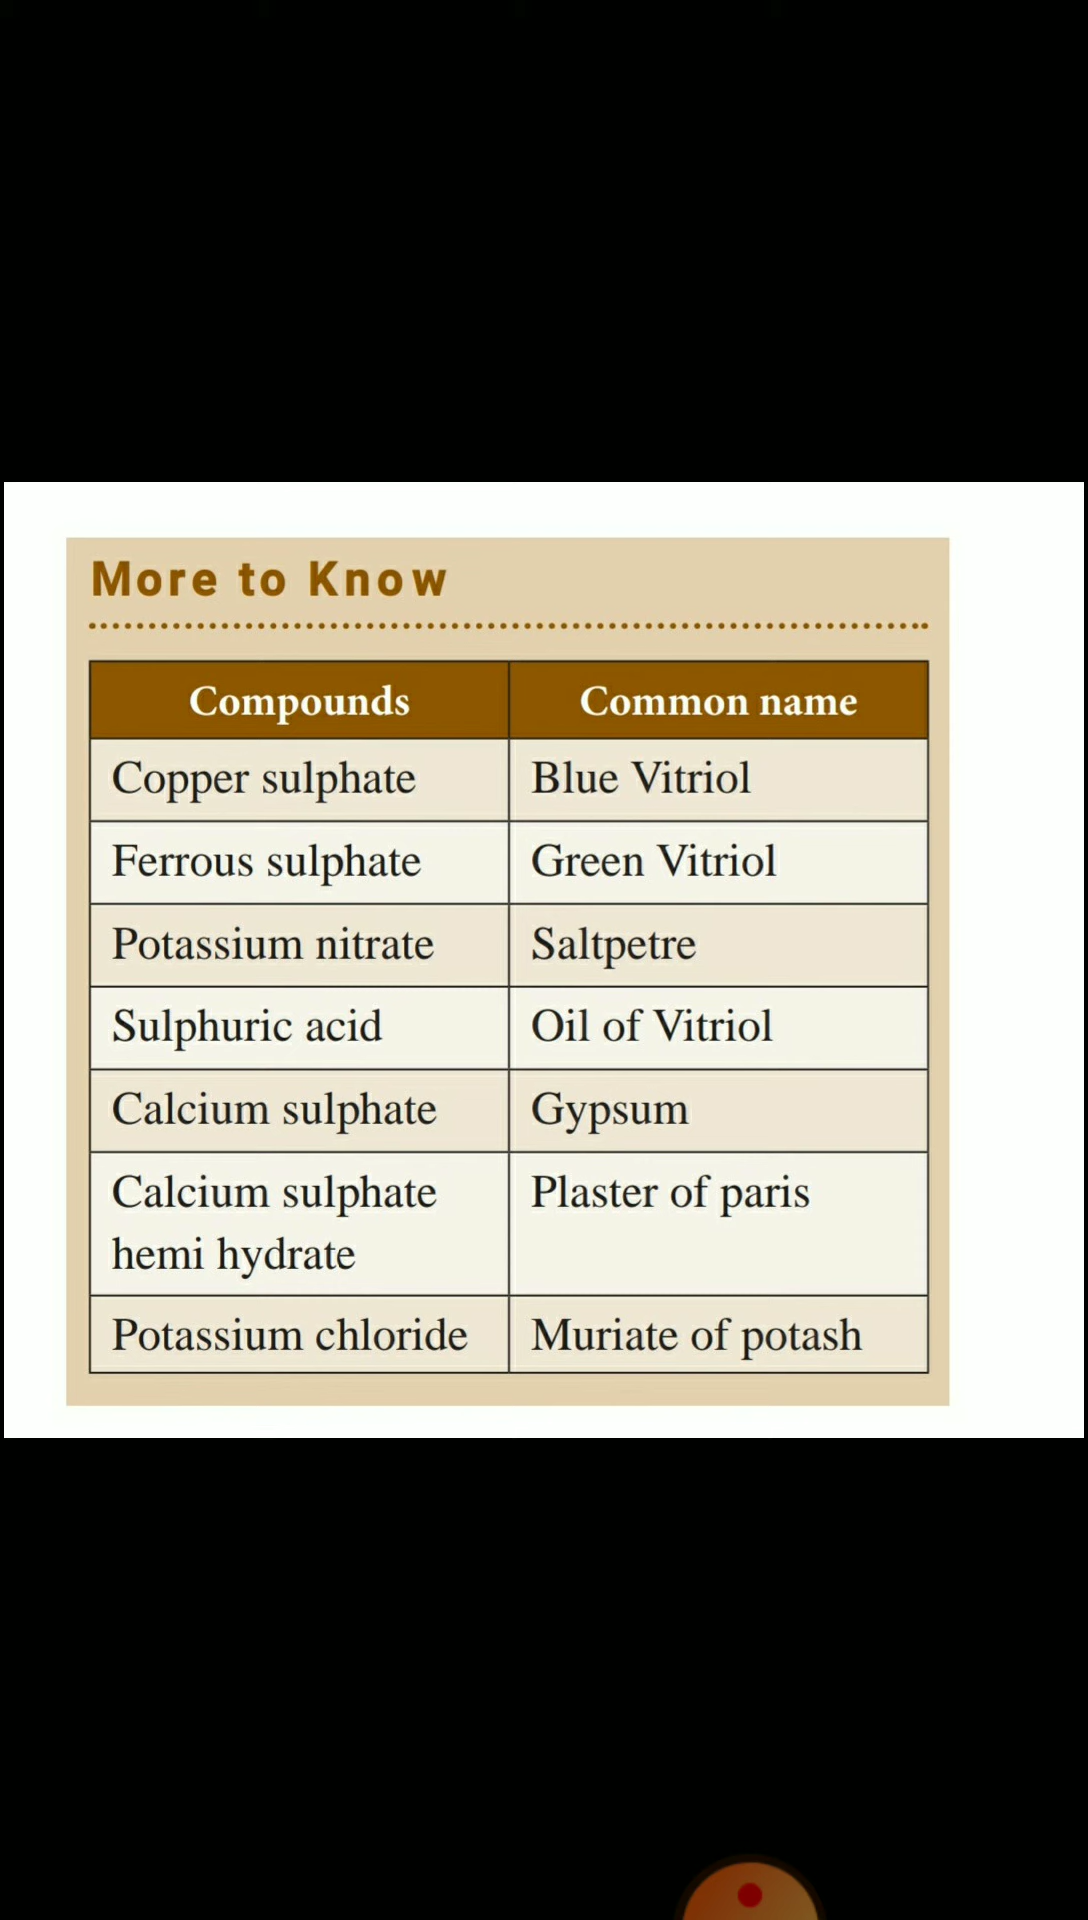 More to Know
Compounds Common name
Copper sulphate Blue Vitriol
Ferrous sulphate Green Vitriol
Potassium nitrate Saltpetre
Sulphuric acid Oil of Vitriol
Calcium sulphate Gypsum
Calcium sulphate Plaster of paris
hemi hydrate
Potassium chloride Muriate of potash